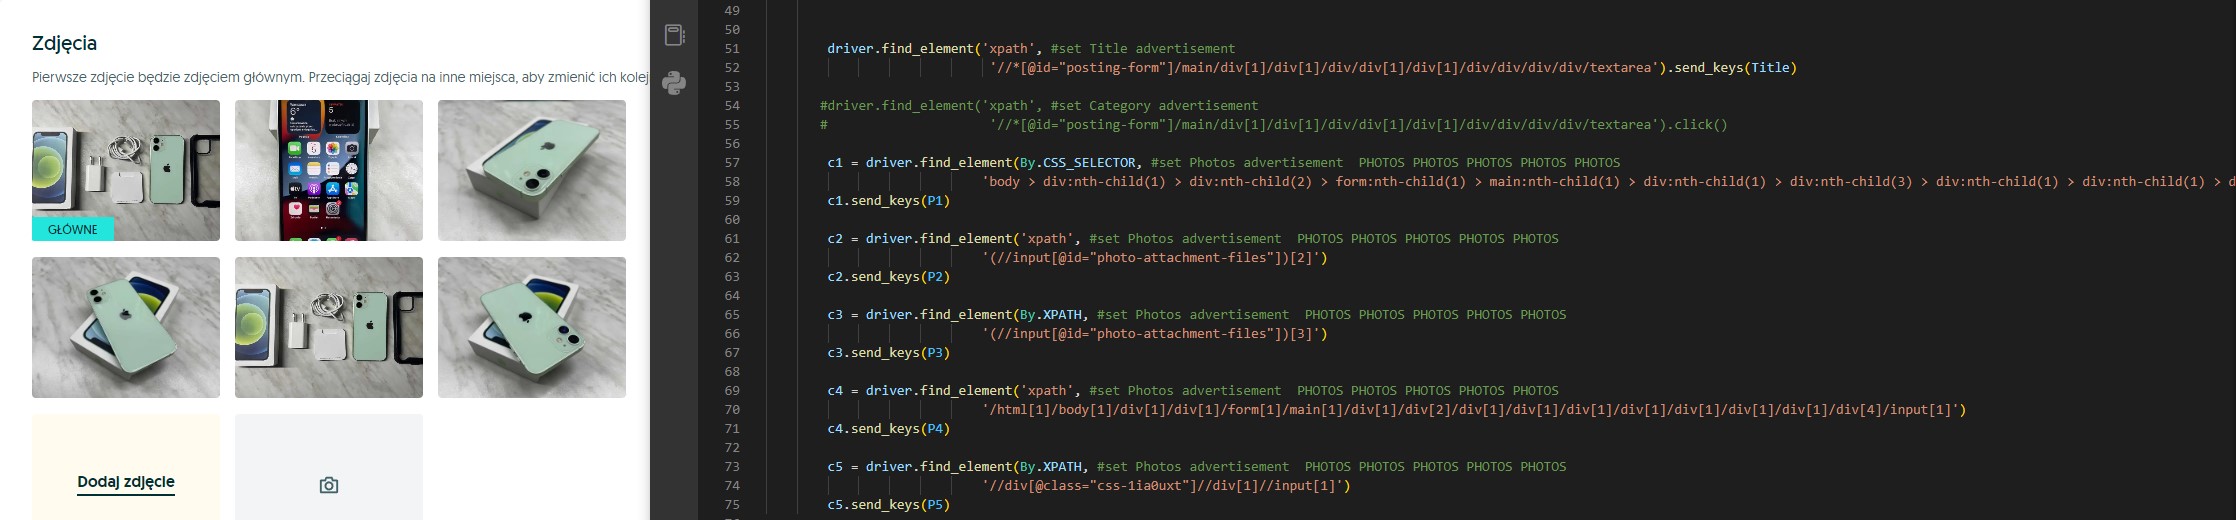 Zdjęcia
Pierwsze zdjęcie będzie zdjęciem głównym. Przeciągaj zdjęcia na inne miejsca, aby zmienić ich kolej
GŁÓWNE
Dodaj zdjęcie
49
50
51 driver.find_element('xpath', #set Title advertisement
52 '//*[@id="posting-form"]/main/div[1]/div[1]/div/div[1]/div[1]/div/div/div/div/textarea').send_keys(Title)
53
54 #driver.find_element('xpath', #set Category advertisement
55 # '//*[@id="posting-form"]/main/div[1]/div[1]/div/div[1]/div[1]/div/div/div/div/textarea').click()
56
57 c1 = driver.find_element(By.CSS_SELECTOR, #set Photos advertisement PHOTOS PHOTOS PHOTOS PHOTOS PHOTOS
58 'body > div:nth-child(1) > div:nth-child(2) > form:nth-child(1) > main:nth-child(1) > div:nth-child(1) > div:nth-child(3) > div:nth-child(1) > div:nth-child(1) > d
59 c1.send_keys(P1)
60
61 c2 = driver.find_element('xpath', #set Photos advertisement PHOTOS PHOTOS PHOTOS PHOTOS PHOTOS
62 '(//input[@id="photo-attachment-files"])[2]')
63 c2.send_keys(P2)
64
65 c3 = driver.find_element(By.XPATH, #set Photos advertisement PHOTOS PHOTOS PHOTOS PHOTOS PHOTOS
66 '(//input[@id="photo-attachment-files"])[3]')
67 c3.send_keys(P3)
68
69 c4 = driver.find_element('xpath', #set Photos advertisement PHOTOS PHOTOS PHOTOS PHOTOS PHOTOS
70 '/html[1]/body[1]/div[1]/div[1]/form[1]/main[1]/div[1]/div[2]/div[1]/div[1]/div[1]/div[1]/div[1]/div[1]/div[1]/div[4]/input[1]')
71 c4.send_keys(P4)
72
73 c5 = driver.find_element(By.XPATH, #set Photos advertisement PHOTOS PHOTOS PHOTOS PHOTOS PHOTOS
74 '//div[@class="css-1ia0uxt"]//div[1]//input[1]')
75 c5.send_keys(P5)